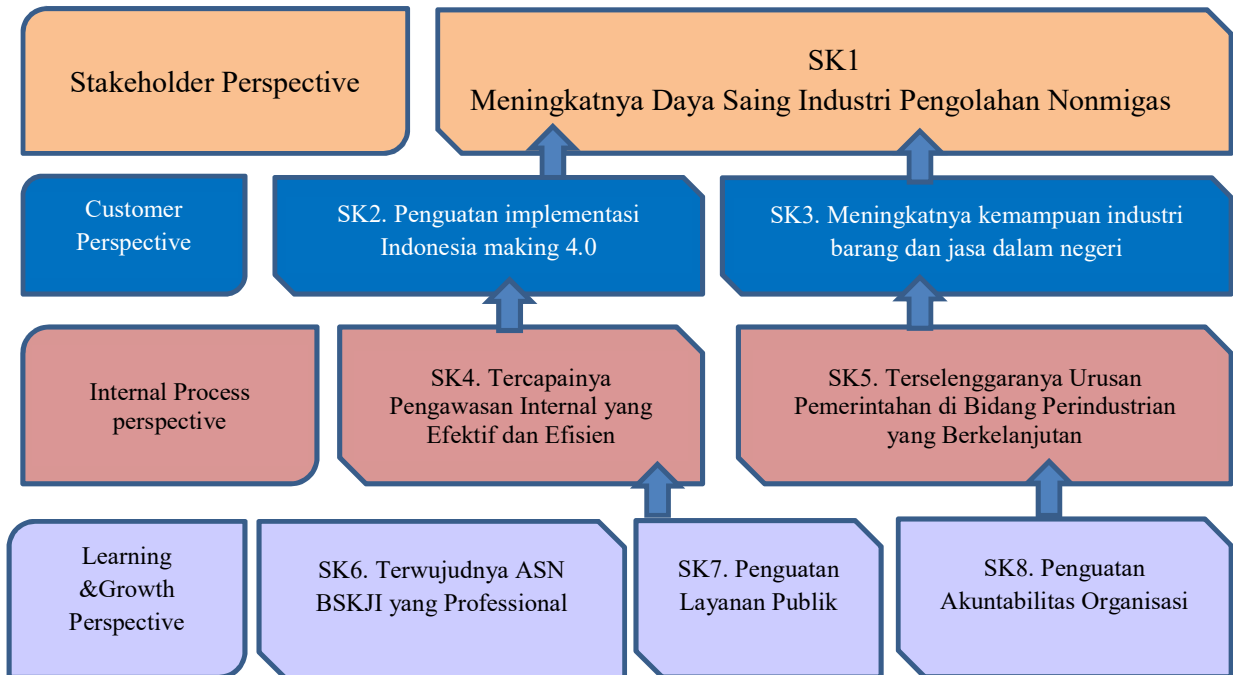 Stakeholder Perspective
SK1
Meningkatnya Daya Saing Industri Pengolahan Nonmigas
Customer
Perspective
SK2. Penguatan implementasi
Indonesia making 4.0
SK3. Meningkatnya kemampuan industri
barang dan jasa dalam negeri
Internal Process
perspective
SK4. Tercapainya
Pengawasan Internal yang
Efektif dan Efisien
SK5. Terselenggaranya Urusan
Pemerintahan di Bidang Perindustrian
yang Berkelanjutan
Learning
&Growth
Perspective
SK6. Terwujudnya ASN
BSKJI yang Professional
SK7. Penguatan
Layanan Publik
SK8. Penguatan
Akuntabilitas Organisasi